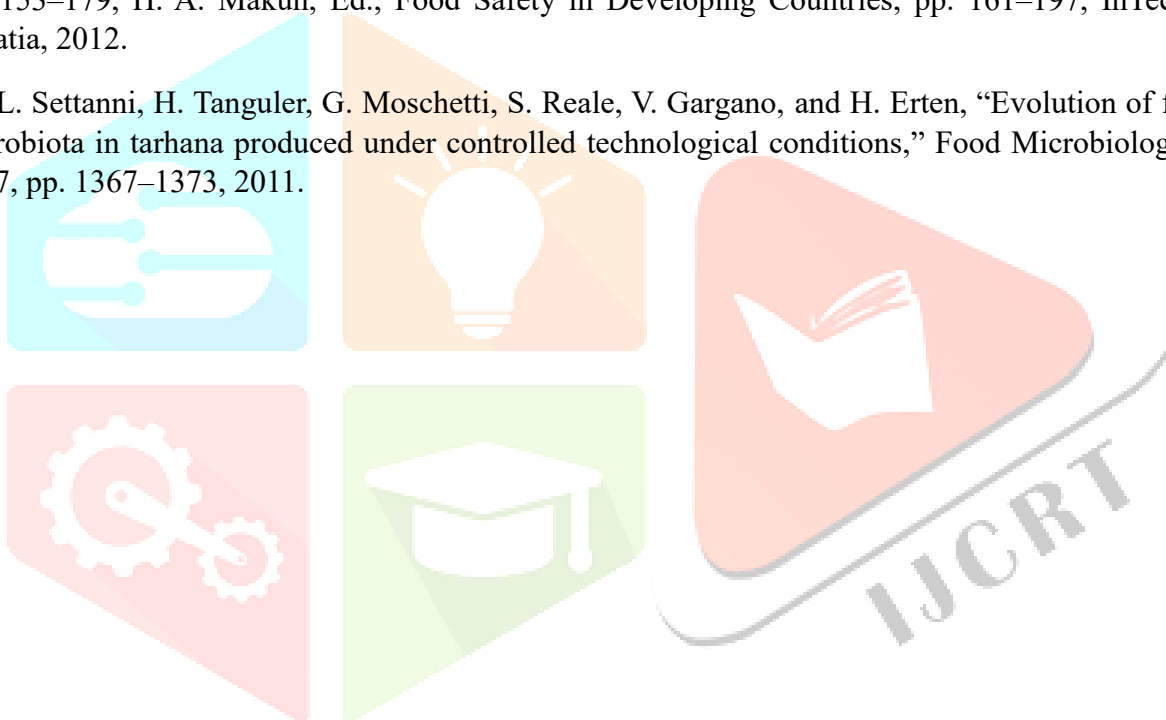 153–179, H. A. Makun, Ed., Food Safety in Developing Countries, pp. 161–197, InTec
atia, 2012.
L. Settanni, H. Tanguler, G. Moschetti, S. Reale, V. Gargano, and H. Erten, “Evolution of f
robiota in tarhana produced under controlled technological conditions,” Food Microbiolog
7, pp. 1367–1373, 2011.
IJCRT